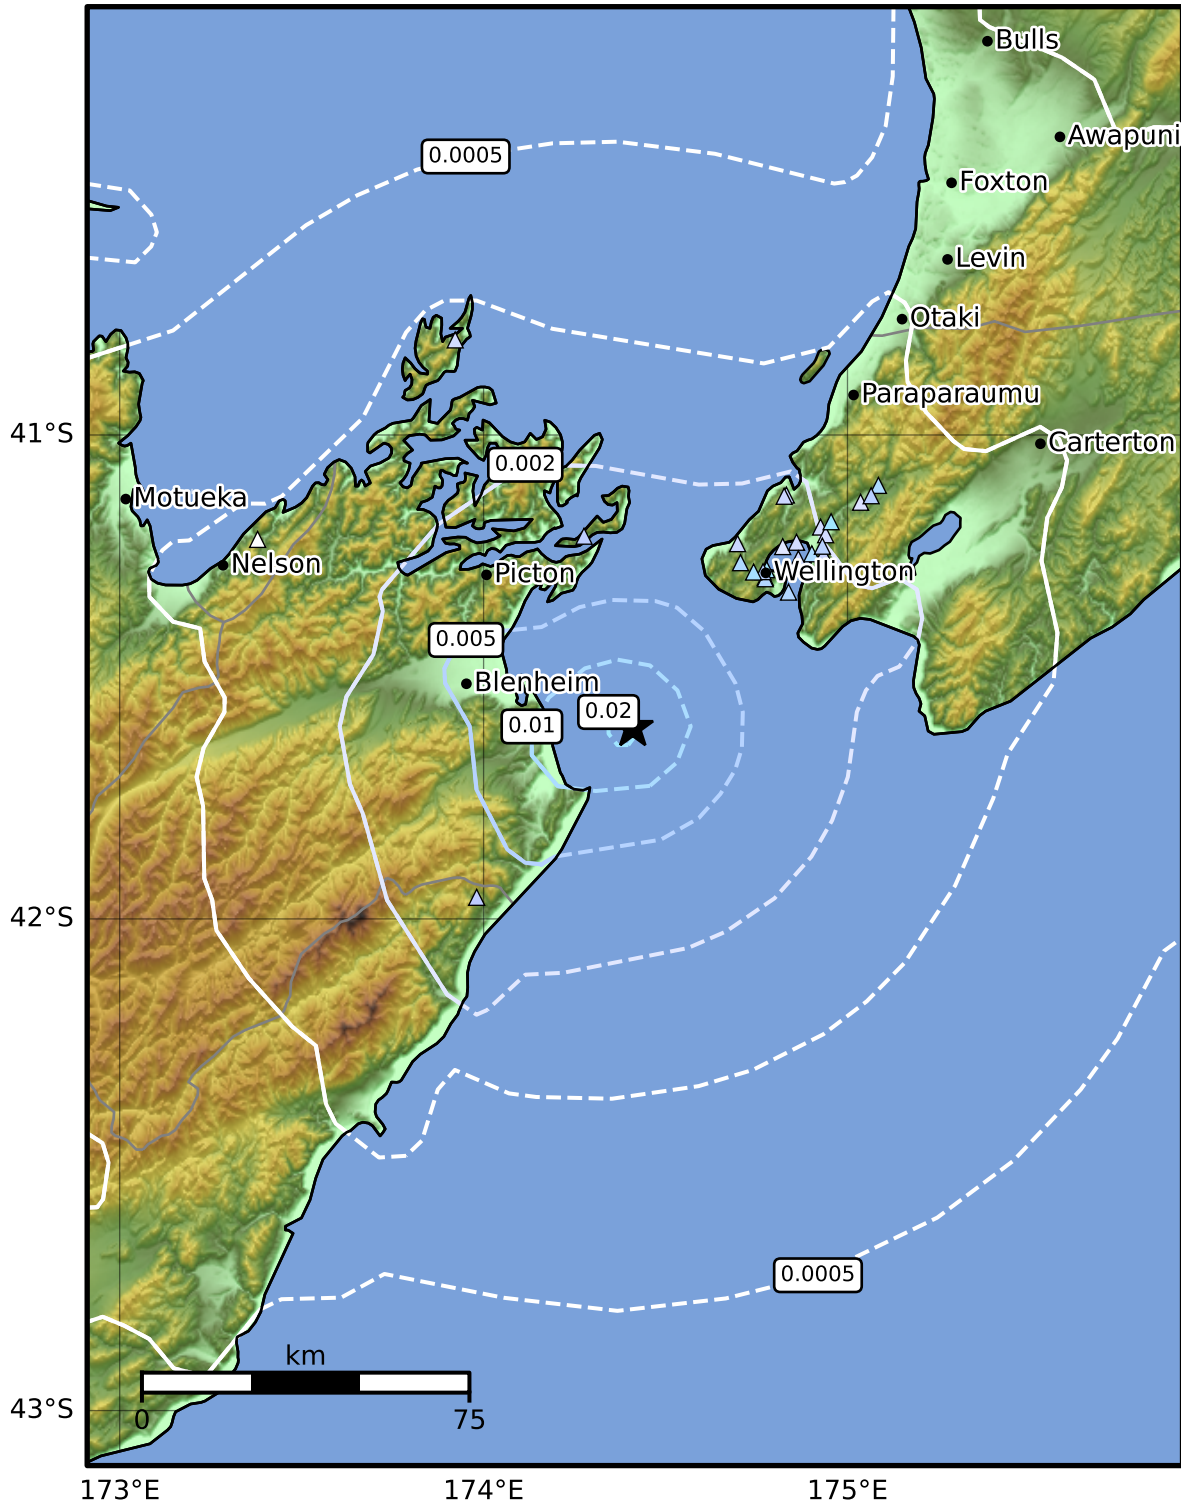 Bulls
Awapuni
0.0005
Foxton
Levin
Otaki
Paraparaumu
41°S
Carterton
0.002
Motueka
Nelson
Picton
Wellington
0.005
Blenheim
0.02
0.01
42°S
0.0005
km
0
75
43°S
173°E
174°E
175°E